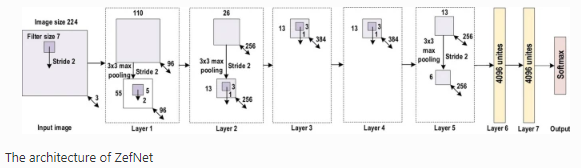 Image size 224
Filter size 7
Stride 2
3
Input image
110
3x3 max
pooling
Stride 2
96
55
5
2
96
Layer 1
26
256
3x3 max
pooling
Stride 2
13
3
1
256
Layer 2
13
3
1
384
Layer 3
13
3
1
384
Layer 4
13
256
3x3
max
pooling
Stride 2
6
256
Layer 5
4096 unites
Layer 6
4096 unites
Layer 7
Softmax
Output
The architecture of ZefNet